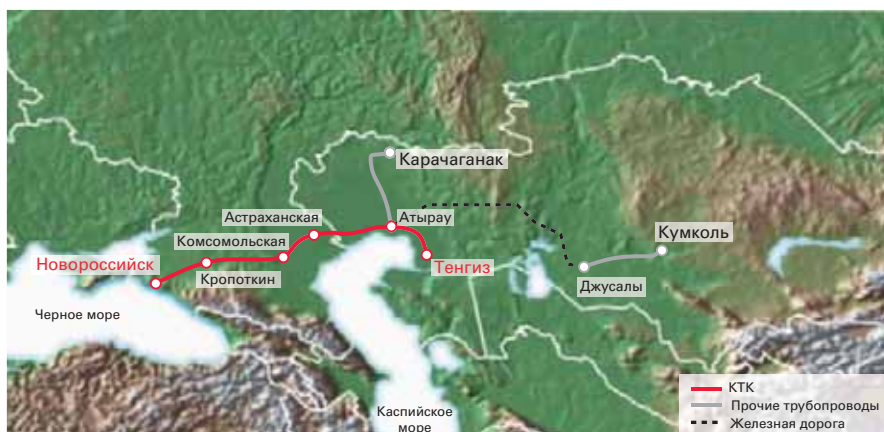 Карачаганак
Астраханская
Атырау
Комсомольская
Кумколь
Новороссийск
Тенгиз
Кропоткин
Джусалы
Черное море
Каспийское
море
КТК
Прочие трубопроводы
Железная дорога